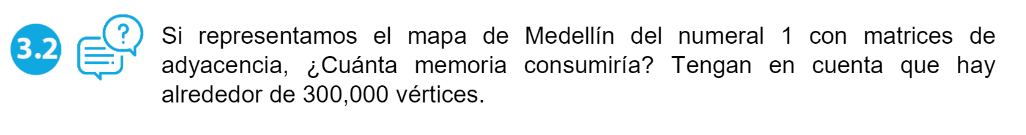 3.2
?
Si representamos el mapa de Medellín del numeral 1 con matrices de
adyacencia, ¿Cuánta memoria consumiría? Tengan en cuenta que hay
alrededor de 300,000 vértices.